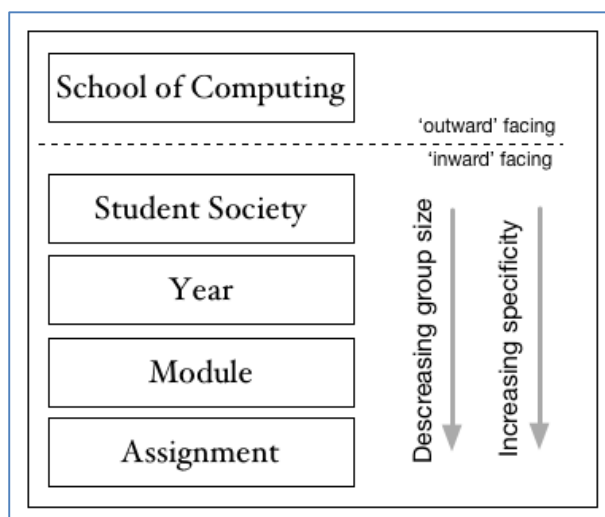 School of Computing
‘outward’ facing
‘inward’ facing
Student Society
Year
Module
Assignment
Descreasing group size
Increasing specificity